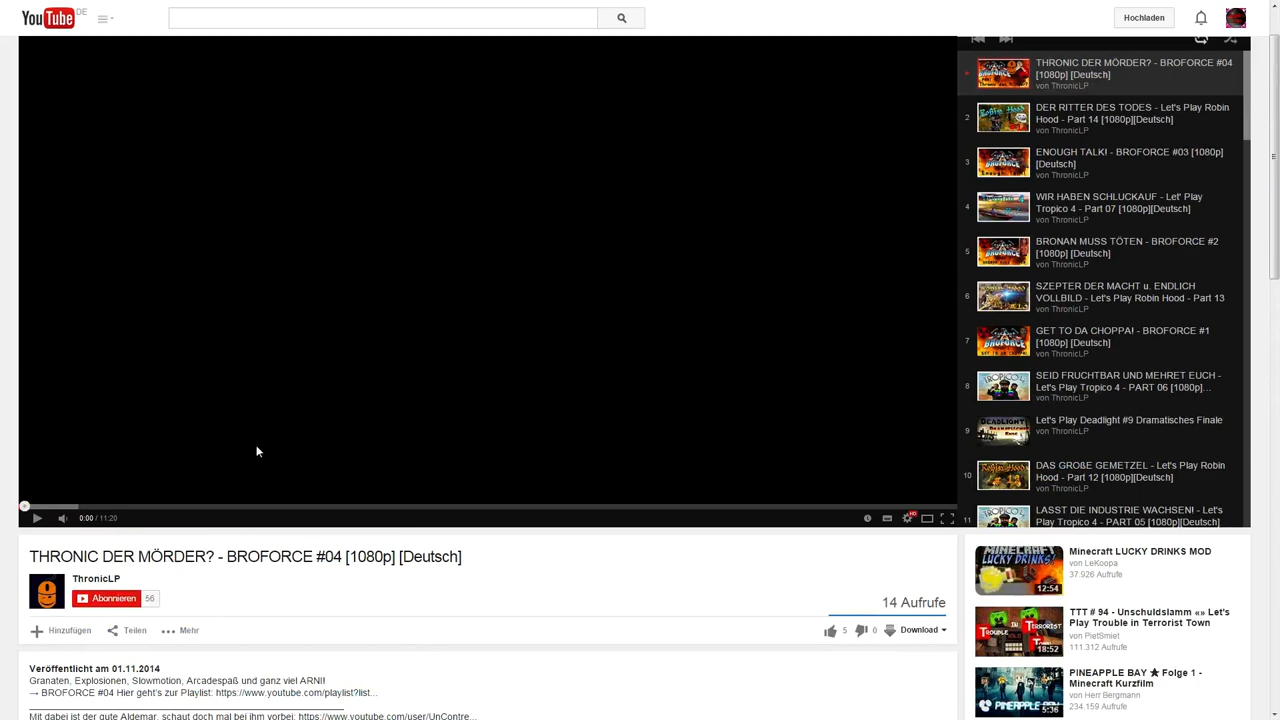 YouTube DE
Hochladen
THRONIC DER MÖRDER? - BROFORCE #04
[1080p] [Deutsch]
von ThronicLP
2
DER RITTER DES TODES - Let's Play Robin
Hood - Part 14 [1080p][Deutsch]
von ThronicLP
3
ENOUGH TALK! - BROFORCE #03 [1080p]
[Deutsch]
von ThronicLP
4
WIR HABEN SCHLUCKAUF - Let' Play
Tropico 4 - Part 07 [1080p][Deutsch]
von ThronicLP
5
BRONAN MUSS TÖTEN - BROFORCE #2
[1080p] [Deutsch]
von ThronicLP
6
SZEPTER DER MACHT u. ENDLICH
VOLLBILD - Let's Play Robin Hood - Part 13
von ThronicLP
7
GET TO DA CHOPPA! - BROFORCE #1
[1080p] [Deutsch]
von ThronicLP
8
SEID FRUCHTBAR UND MEHRET EUCH -
Let's Play Tropico 4 - PART 06 [1080p]...
von ThronicLP
9
Let's Play Deadlight #9 Dramatisches Finale
von ThronicLP
10
DAS GROßE GEMETZEL - Let's Play Robin
Hood - Part 12 [1080p][Deutsch]
von ThronicLP
11
LASST DIE INDUSTRIE WACHSEN! - Let's
Play Tropico 4 - PART 05 [1080p][Deutsch]
0:00 / 11:20
HD
THRONIC DER MÖRDER? - BROFORCE #04 [1080p] [Deutsch]
ThronicLP
Abonnieren 56
14 Aufrufe
Hinzufügen Teilen Mehr
5 0 Download
Veröffentlicht am 01.11.2014
Granaten, Explosionen, Slowmotion, Arcadespaß und ganz viel ARNI!
→ BROFORCE #04 Hier geht's zur Playlist: https://www.youtube.com/playlist?list...
Mit dabei ist der gute Aldemar, schaut doch mal bei ihm vorbei: https://www.youtube.com/user/UnContre...
MINECRAFT
LUCKY DRINKS!
12:54
Minecraft LUCKY DRINKS MOD
von LeKoopa
37.926 Aufrufe
TROUBLE IN TERRORIST TOWN
18:52
TTT # 94 - Unschuldslamm «» Let's
Play Trouble in Terrorist Town
von PietSmiet
111.312 Aufrufe
PINEAPPLE BAY
5:36
PINEAPPLE BAY ★ Folge 1 -
Minecraft Kurzfilm
von Herr Bergmann
234.159 Aufrufe